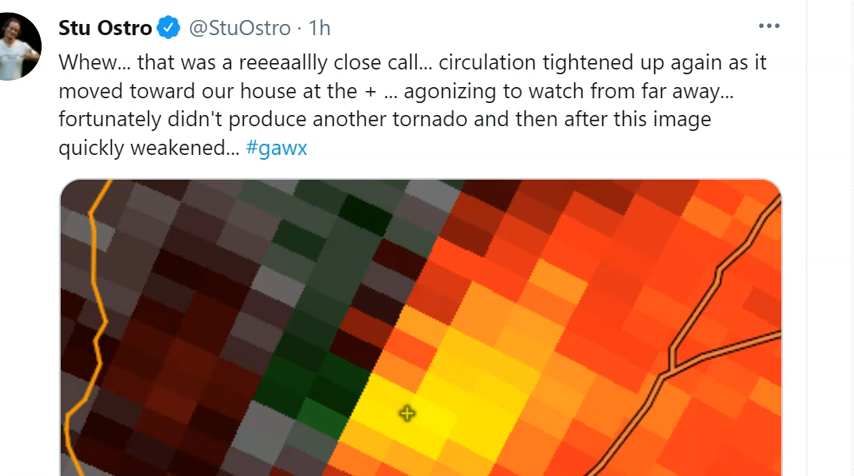 Stu Ostro @StuOstro · 1h
Whew... that was a reeeaallly close call... circulation tightened up again as it
moved toward our house at the + ... agonizing to watch from far away...
fortunately didn't produce another tornado and then after this image
quickly weakened... #gawx